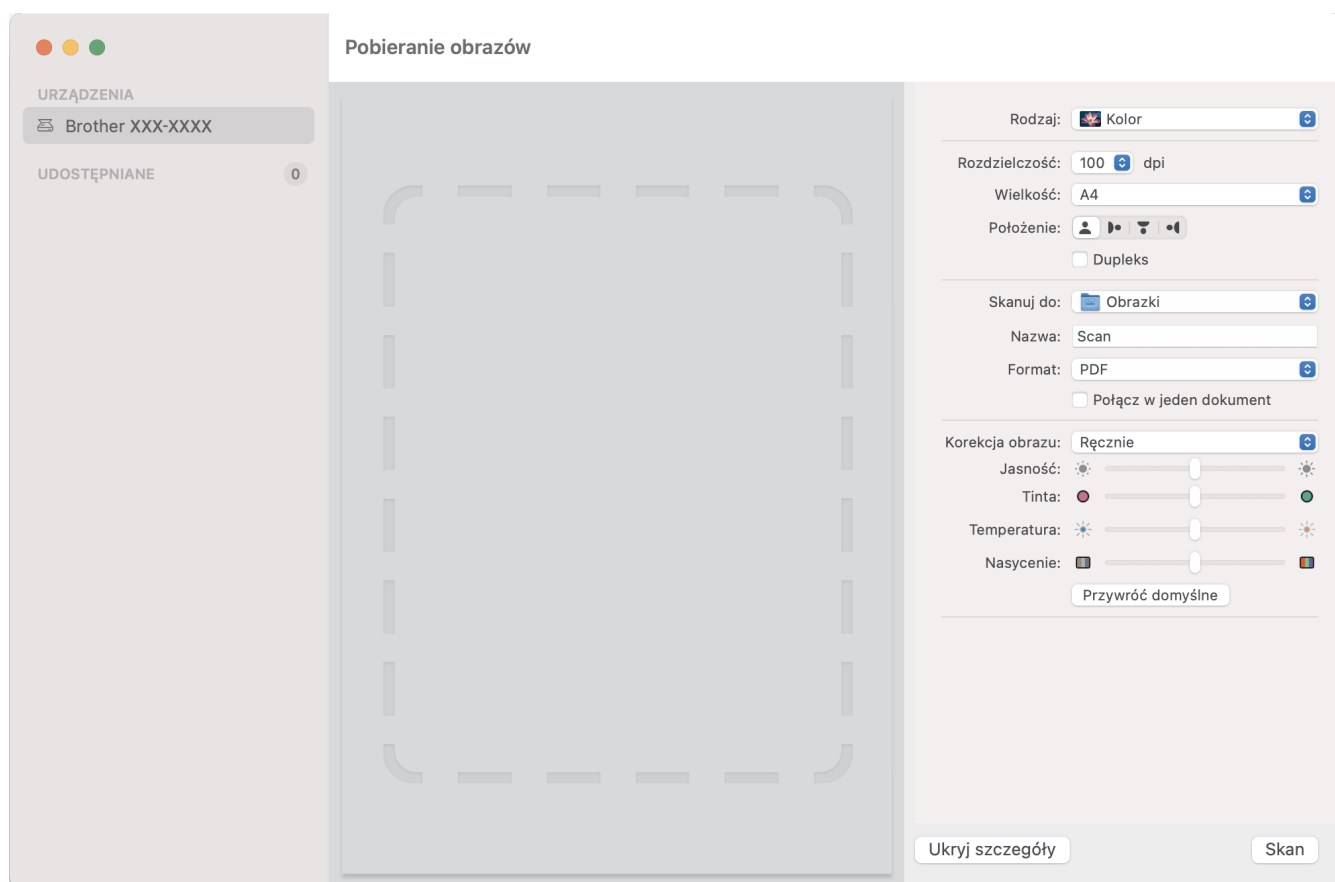 Pobieranie obrazów
URZĄDZENIA
Brother XXX-XXXX
UDOSTĘPNIANE 0
Rodzaj: Kolor
Rozdzielczość: 100 dpi
Wielkość: A4
Położenie:
Dupleks
Skanuj do: Obrazki
Nazwa: Scan
Format: PDF
Połącz w jeden dokument
Korekcja obrazu: Ręcznie
Jasność:
Tinta:
Temperatura:
Nasycenie:
Przywróć domyślne
Ukryj szczegóły Skan